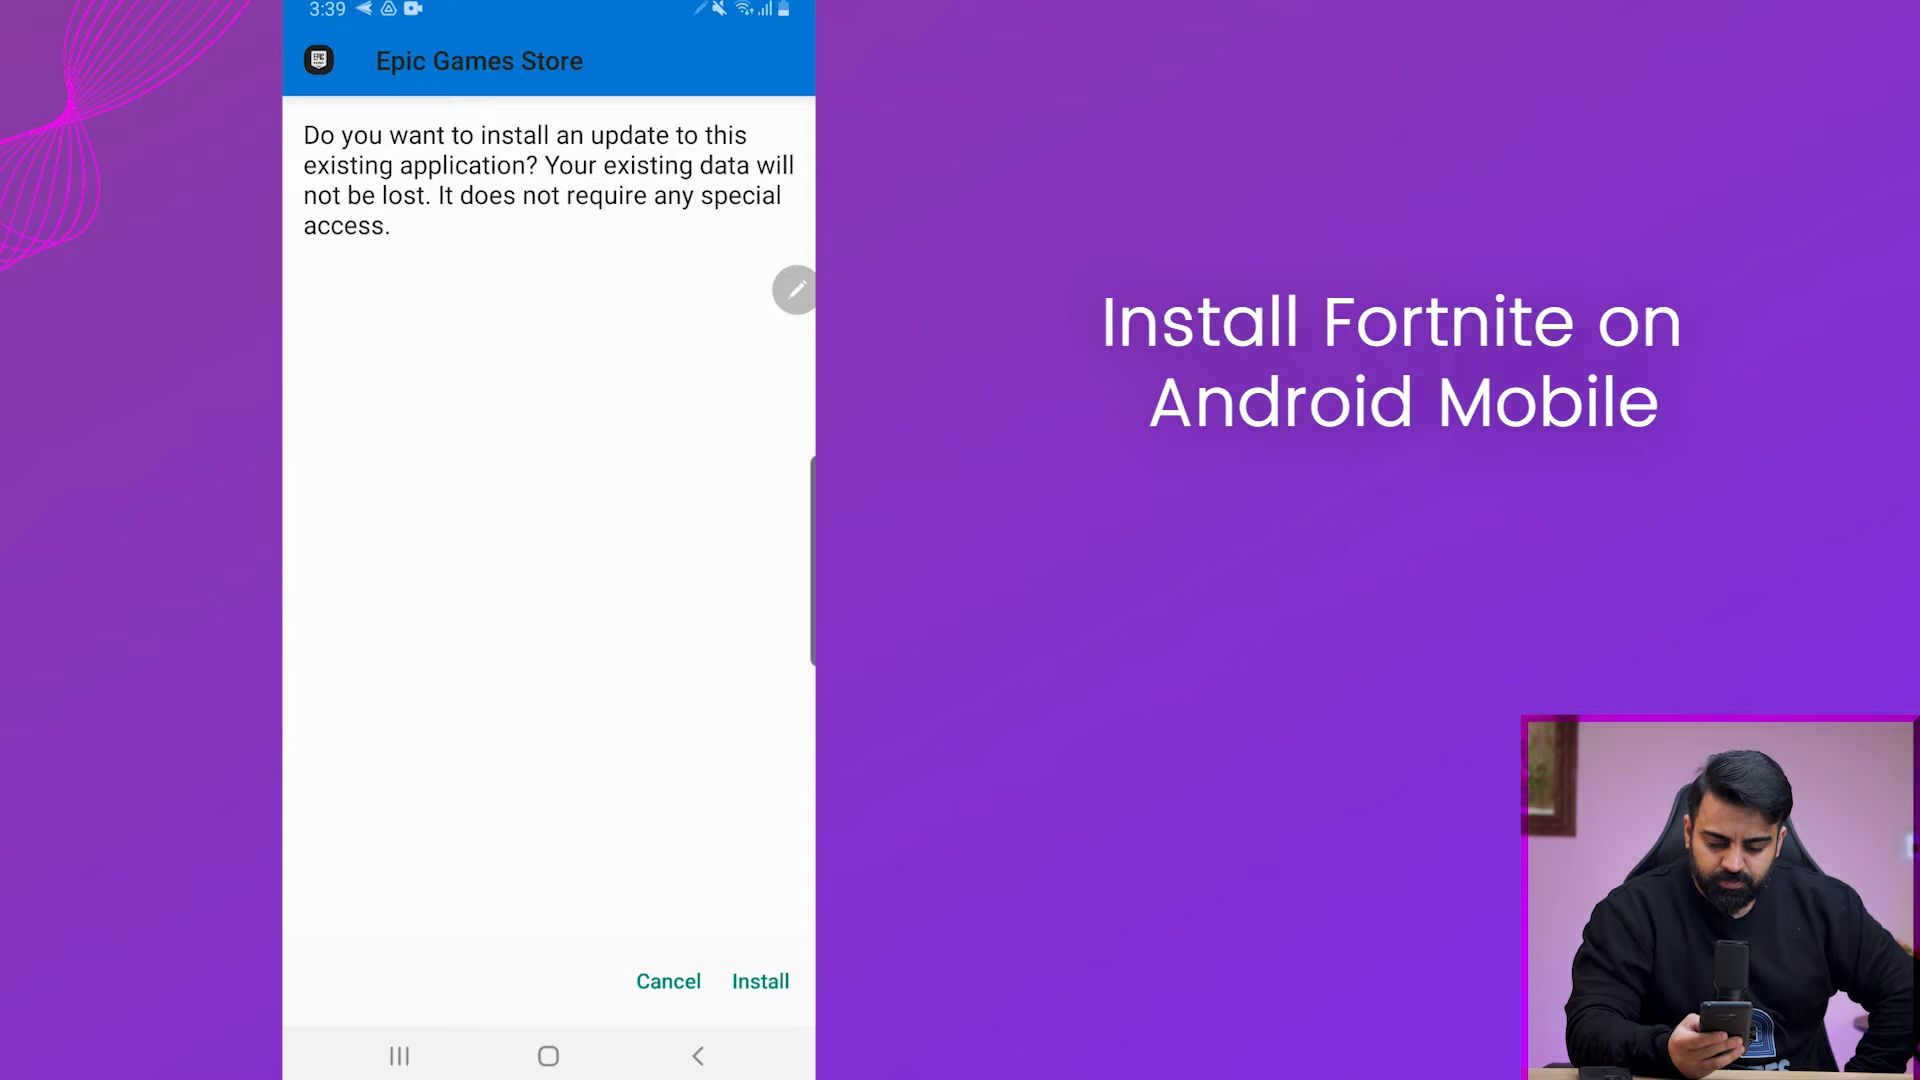 3:39
EPIC
Epic Games Store
Do you want to install an update to this
existing application? Your existing data will
not be lost. It does not require any special
access.
Install Fortnite on
Android Mobile
Cancel
Install